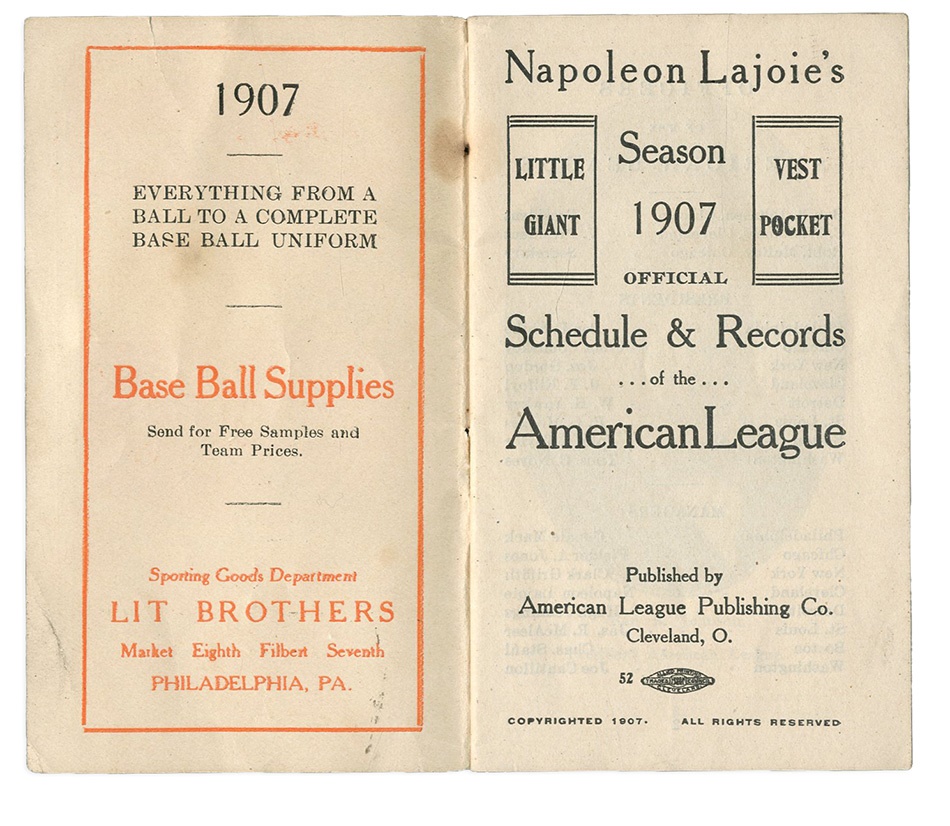 1907
EVERYTHING FROM A
BALL TO A COMPLETE
BASE BALL UNIFORM
Base Ball Supplies
Send for Free Samples and
Team Prices.
Sporting Goods Department
LIT BROTHERS
Market Eighth Filbert Seventh
PHILADELPHIA, PA.
Napoleon Lajoie's
LITTLE
GIANT
Season
1907
OFFICIAL
VEST
POCKET
Schedule & Records
...of the...
American League
Published by
American League Publishing Co.
Cleveland, O.
52
COPYRIGHTED 1907. ALL RIGHTS RESERVED